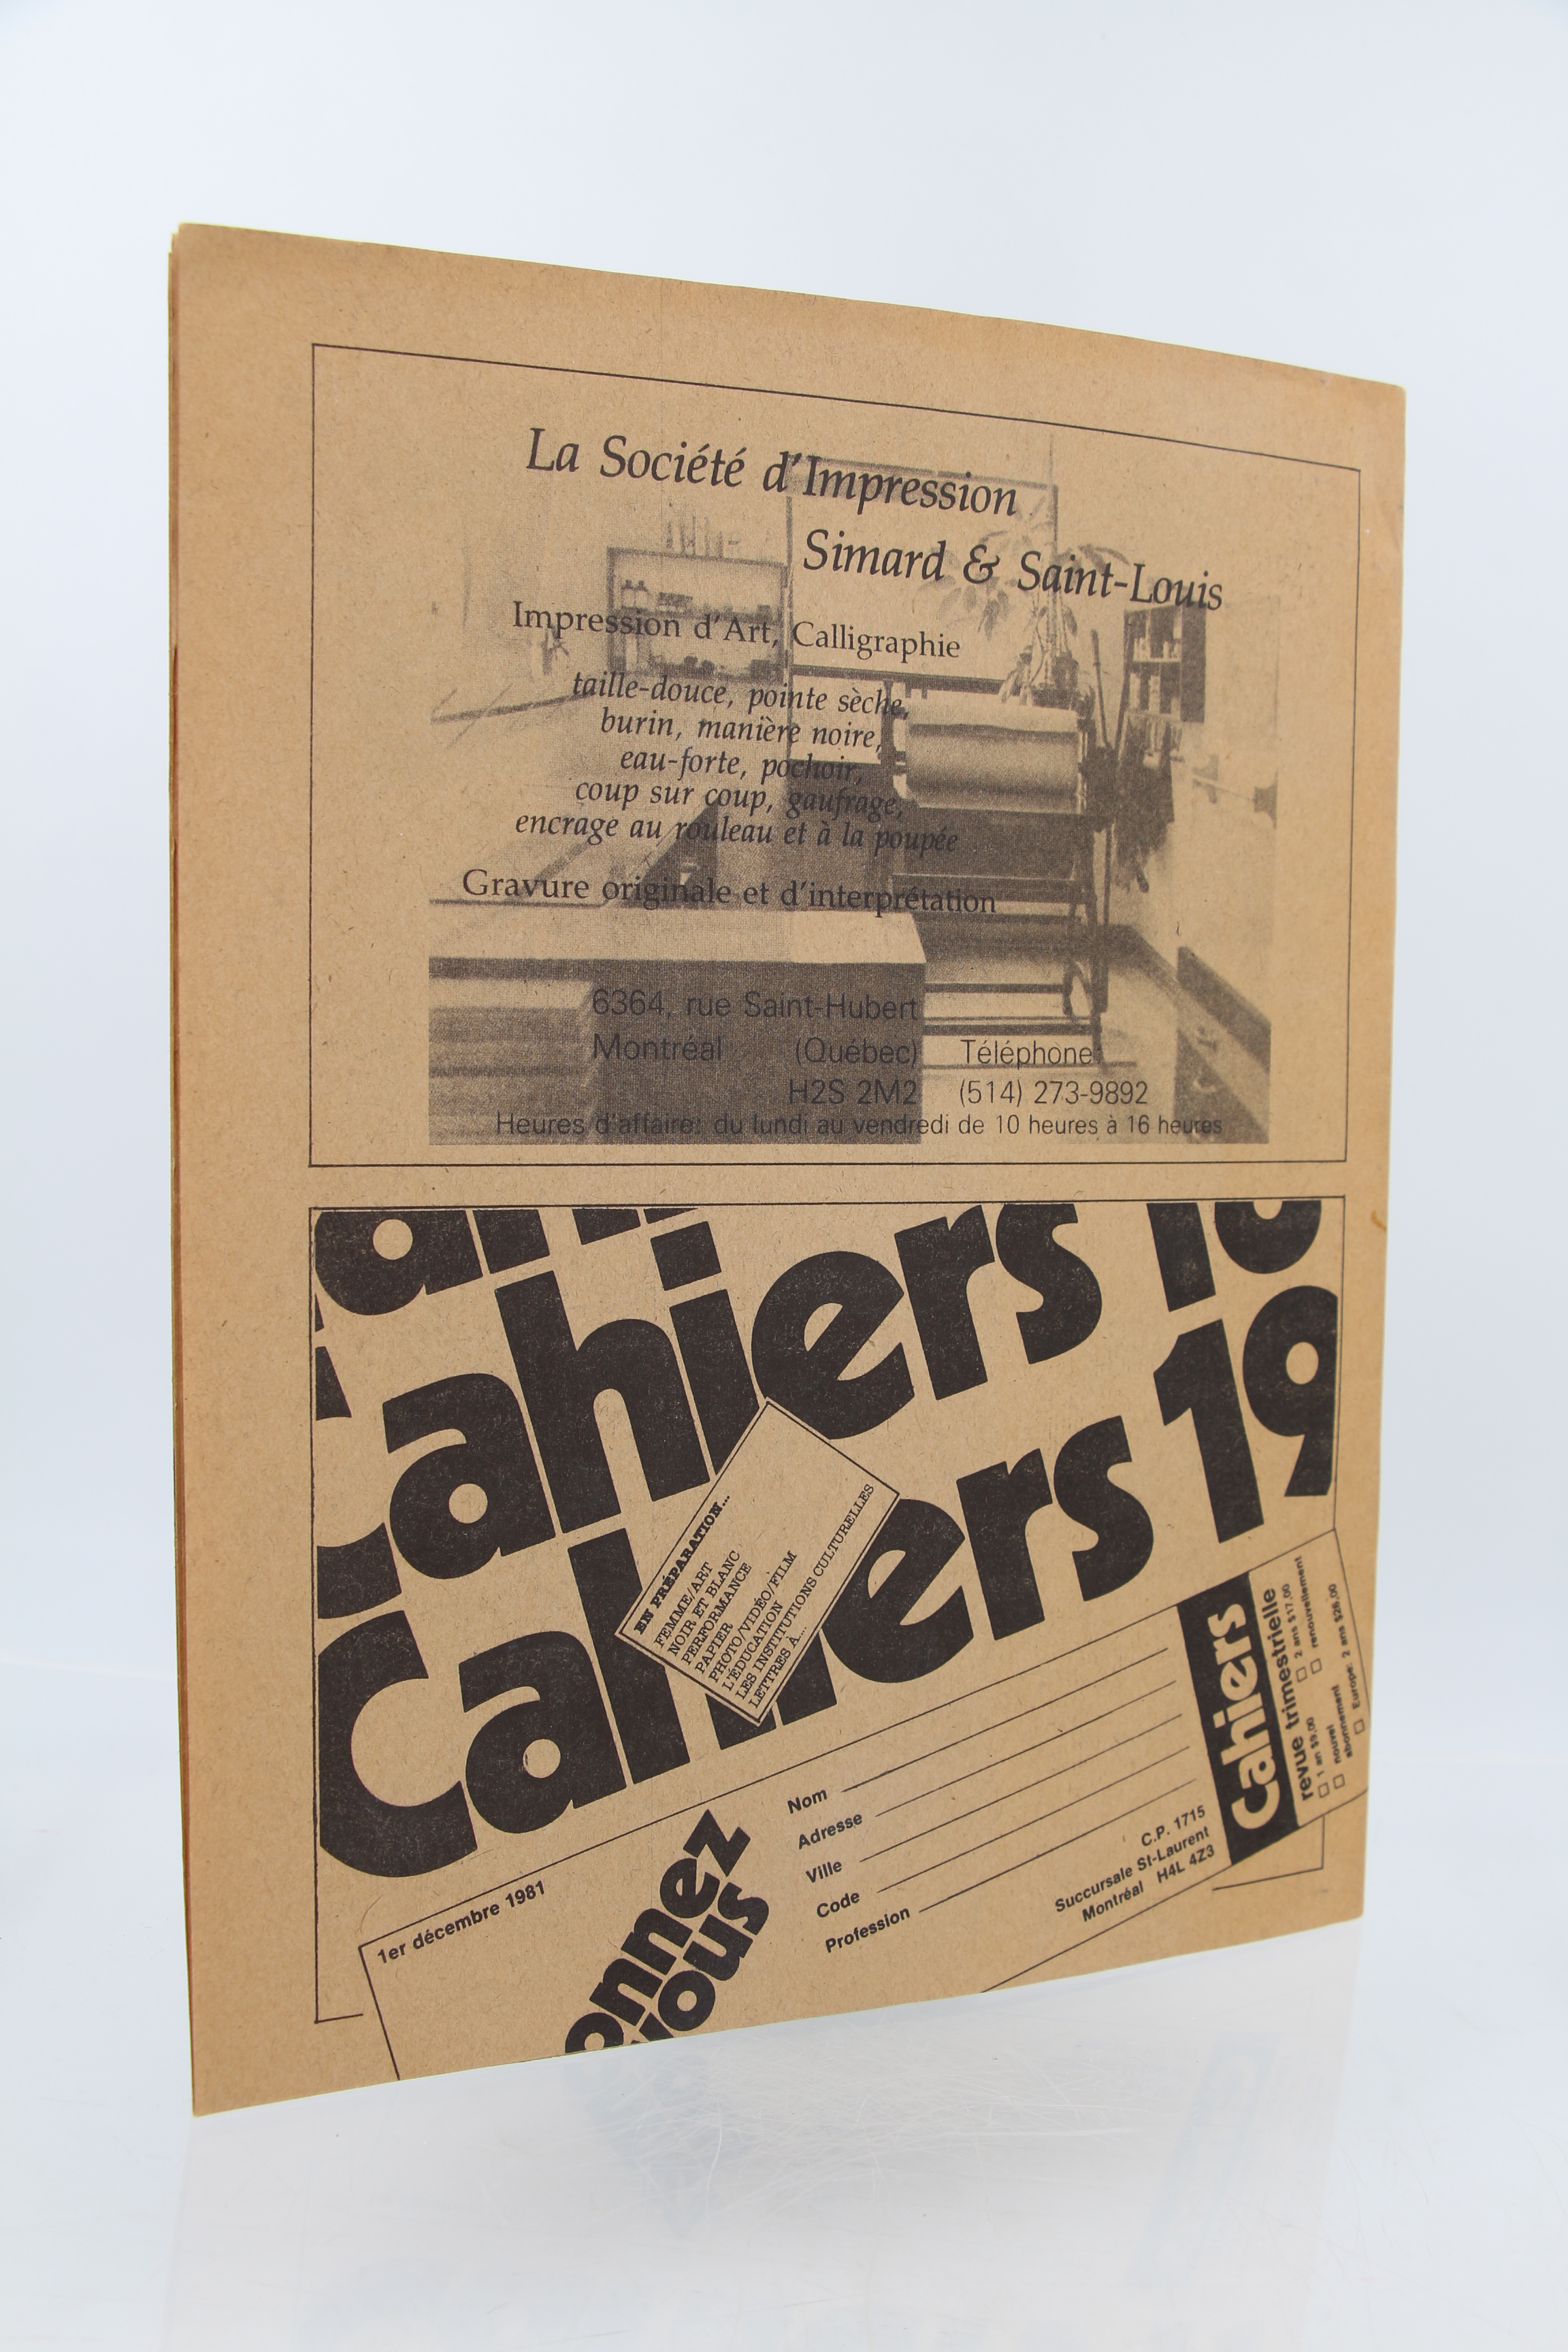 La Société d'Impression
Simard & Saint-Louis
Impression d'Art, Calligraphie
taille-douce, pointe sèche,
burin, manière noire,
eau-forte, pochoir,
coup sur coup, gaufrage,
encrage au rouleau et à la poupée
Gravure originale et d'interprétation
6364, rue Saint-Hubert
Montréal (Québec) Téléphone:
H2S 2M2 (514) 273-9892
Heures d'affaire: du lundi au vendredi de 10 heures à 16 heures
Cahiers
Cahiers 19
EN PRÉPARATION...
FEMME/ART
NOIR ET BLANC
PERFORMANCE
PAPIER
PHOTO/VIDÉO/FILM
L'ÉDUCATION
LES INSTITUTIONS CULTURELLES
LETTRES À...
1er décembre 1981
onnez
nous
Nom
Adresse
Ville
Code
Profession
C.P. 1715
Succursale St-Laurent
Montréal H4L 4Z3
Cahiers
revue trimestrielle
1 an $9.00 2 ans $17.00
nouvel abonnement renouvellement
Europe: 2 ans $28.00